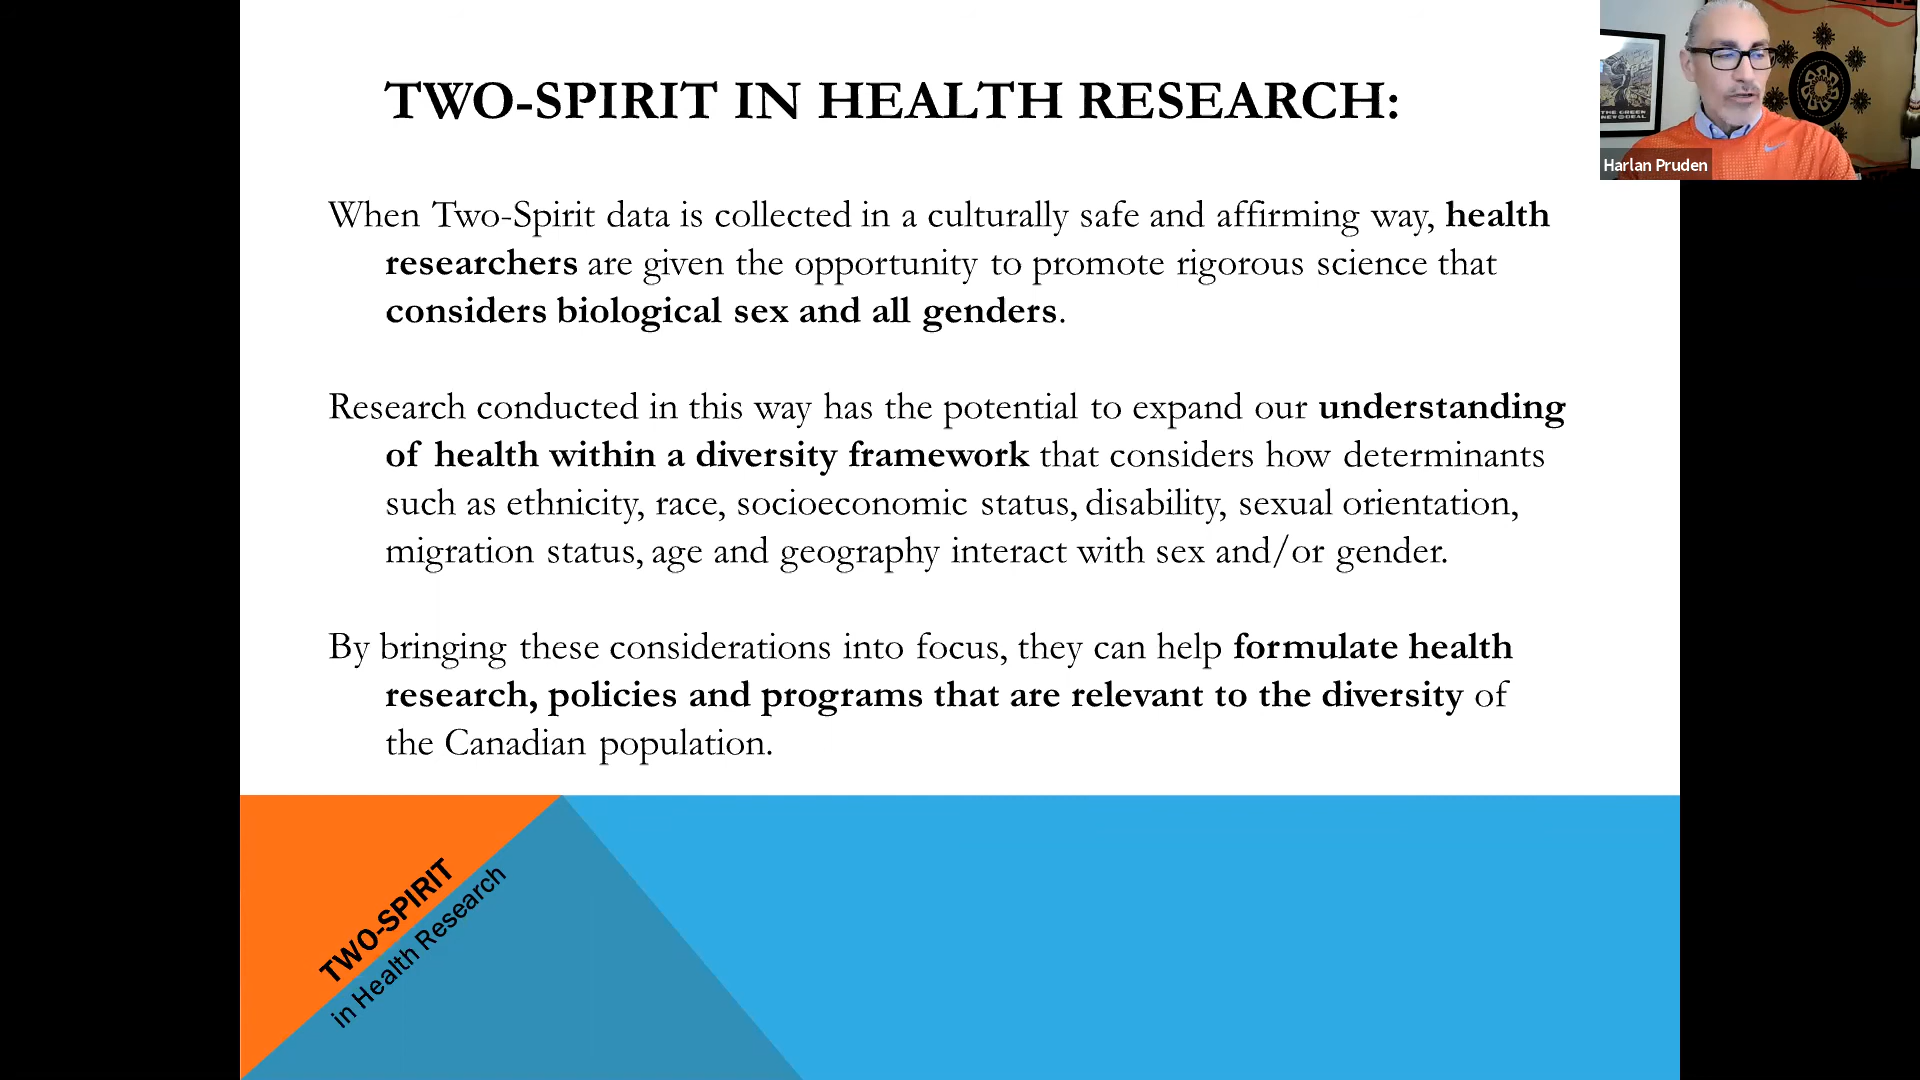 TWO-SPIRIT IN HEALTH RESEARCH:
When Two-Spirit data is collected in a culturally safe and affirming way, health
researchers are given the opportunity to promote rigorous science that
considers biological sex and all genders.
Research conducted in this way has the potential to expand our understanding
of health within a diversity framework that considers how determinants
such as ethnicity, race, socioeconomic status, disability, sexual orientation,
migration status, age and geography interact with sex and/or gender.
By bringing these considerations into focus, they can help formulate health
research, policies and programs that are relevant to the diversity of
the Canadian population.
TWO-SPIRIT
in Health Research
THE GREEN
NEW DEAL
Harlan Pruden